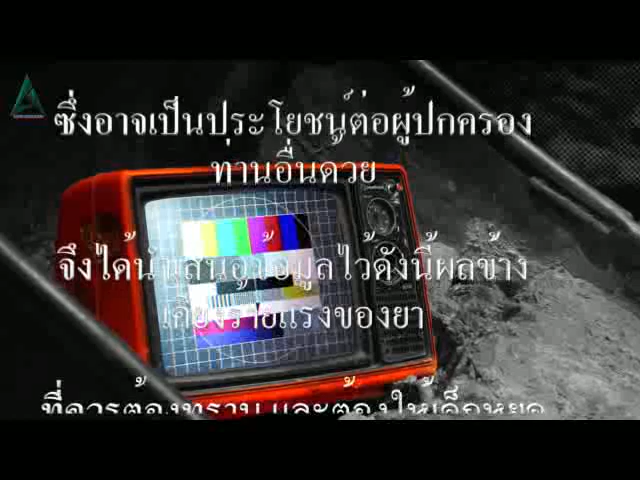 ซึ่งอาจเป็นประโยชน์ต่อผู้ปกครอง
ท่านอื่นด้วย
จึงได้นำเสนอข้อมูลไว้ดังนี้ผลข้าง
เคียงร้ายแรงของยา
ที่ควรต้องทราบ และต้องให้เด็กหยุด